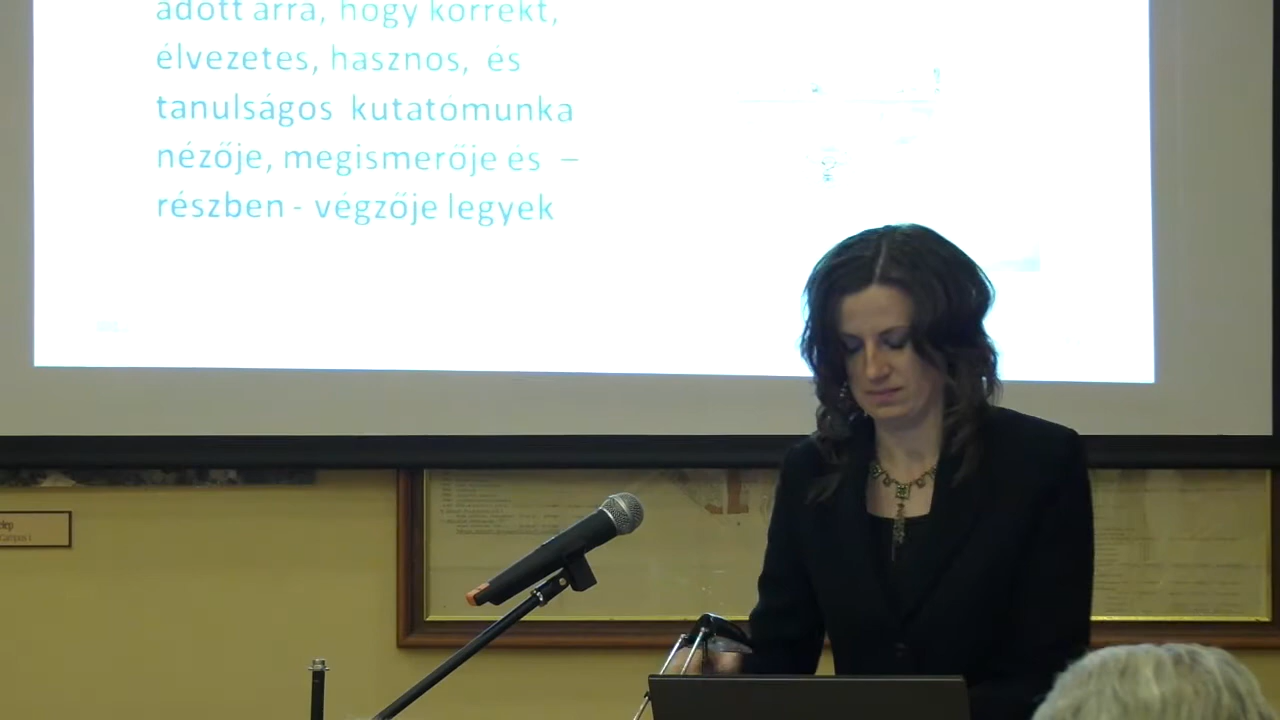 adott arra, hogy korrekt,
élvezetes, hasznos, és
tanulságos kutatómunka
nézője, megismerője és –
részben - végzője legyek